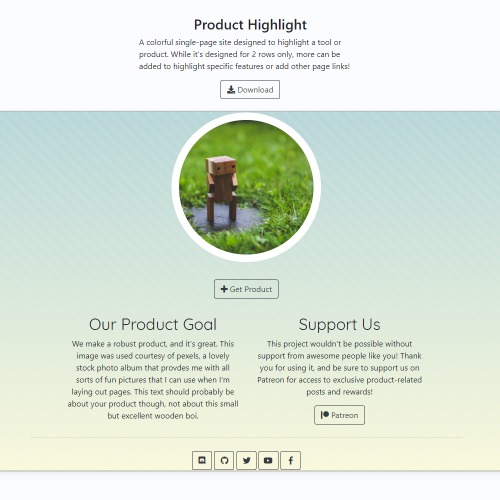 Product Highlight
A colorful single-page site designed to highlight a tool or
product. While it's designed for 2 rows only, more can be
added to highlight specific features or add other page links!
Download
Get Product
Our Product Goal
We make a robust product, and it's great. This
image was used courtesy of pexels, a lovely
stock photo album that provdes me with all
sorts of fun pictures that I can use when I'm
laying out pages. This text should probably be
about your product though, not about this small
but excellent wooden boi.
Support Us
This project wouldn't be possible without
support from awesome people like you! Thank
you for using it, and be sure to support us on
Patreon for access to exclusive product-related
posts and rewards!
Patreon